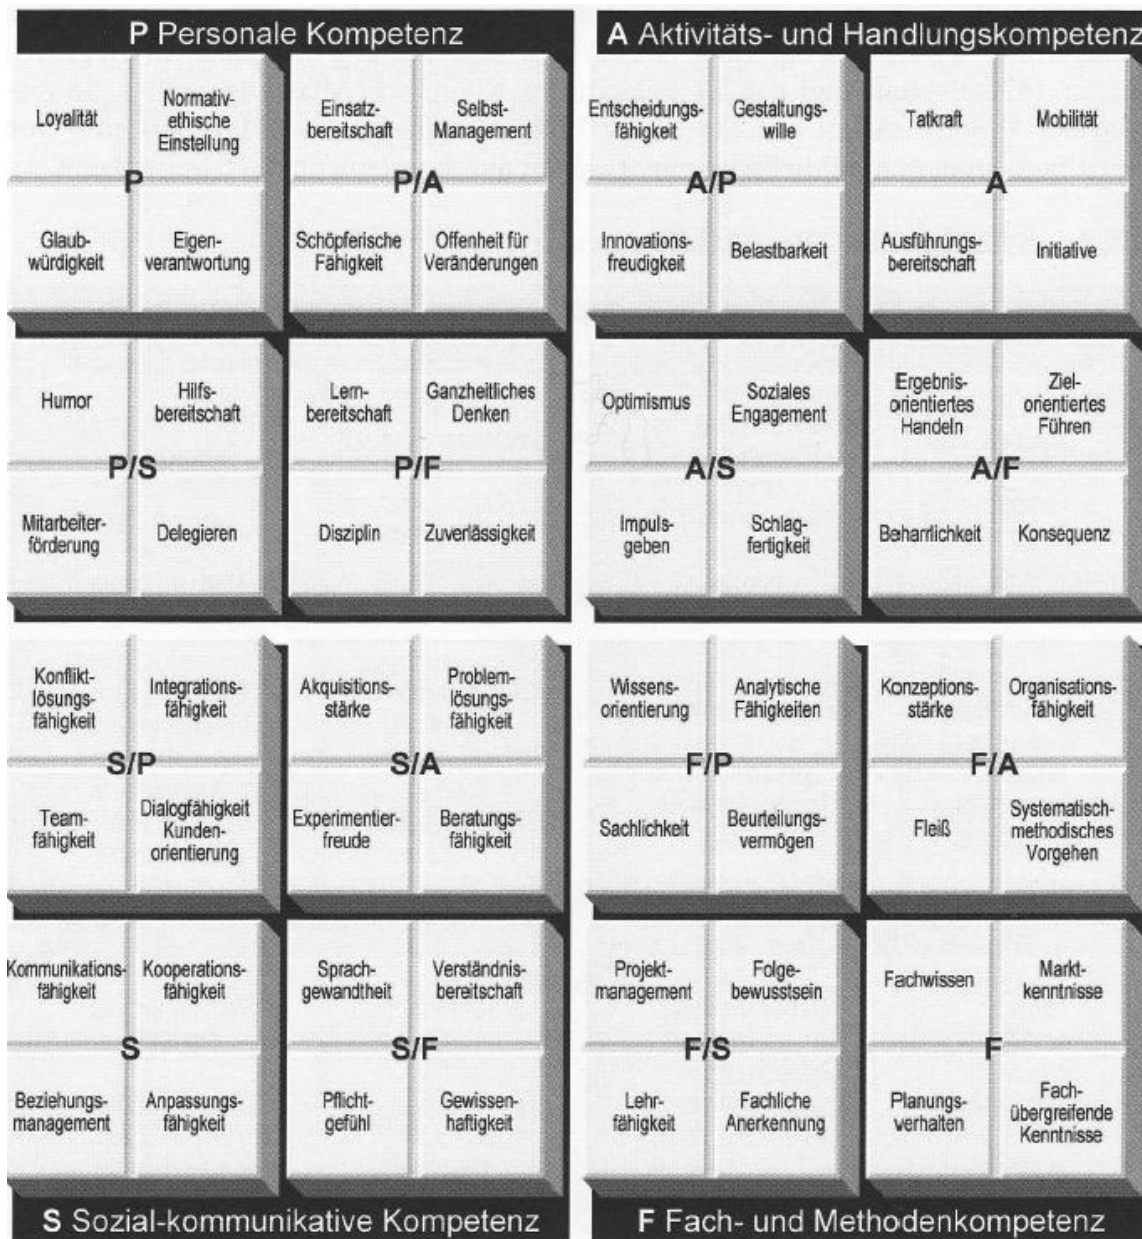 P Personale Kompetenz
A Aktivitäts- und Handlungskompetenz
Loyalität
Normativ-
ethische
Einstellung
P
Glaub-
würdigkeit
Eigen-
verantwortung
Einsatz-
bereitschaft
Selbst-
Management
P/A
Schöpferische
Fähigkeit
Offenheit für
Veränderungen
Entscheidungs-
fähigkeit
Gestaltungs-
wille
A/P
Innovations-
freudigkeit
Belastbarkeit
Tatkraft
Mobilität
A
Ausführungs-
bereitschaft
Initiative
Humor
Hilfs-
bereitschaft
P/S
Mitarbeiter-
förderung
Delegieren
Lern-
bereitschaft
Ganzheitliches
Denken
P/F
Disziplin
Zuverlässigkeit
Optimismus
Soziales
Engagement
A/S
Impuls-
geben
Schlag-
fertigkeit
Ergebnis-
orientiertes
Handeln
Ziel-
orientiertes
Führen
A/F
Beharrlichkeit
Konsequenz
Konflikt-
lösungs-
fähigkeit
Integrations-
fähigkeit
S/P
Team-
fähigkeit
Dialogfähigkeit
Kunden-
orientierung
Akquisitions-
stärke
Problem-
lösungs-
fähigkeit
S/A
Experimentier-
freude
Beratungs-
fähigkeit
Wissens-
orientierung
Analytische
Fähigkeiten
F/P
Sachlichkeit
Beurteilungs-
vermögen
Konzeptions-
stärke
Organisations-
fähigkeit
F/A
Fleiß
Systematisch-
methodisches
Vorgehen
Kommunikations-
fähigkeit
Kooperations-
fähigkeit
S
Beziehungs-
management
Anpassungs-
fähigkeit
Sprach-
gewandtheit
Verständnis-
bereitschaft
S/F
Pflicht-
gefühl
Gewissen-
haftigkeit
Projekt-
management
Folge-
bewusstsein
F/S
Lehr-
fähigkeit
Fachliche
Anerkennung
Fachwissen
Markt-
kenntnisse
F
Planungs-
verhalten
Fach-
übergreifende
Kenntnisse
S Sozial-kommunikative Kompetenz
F Fach- und Methodenkompetenz